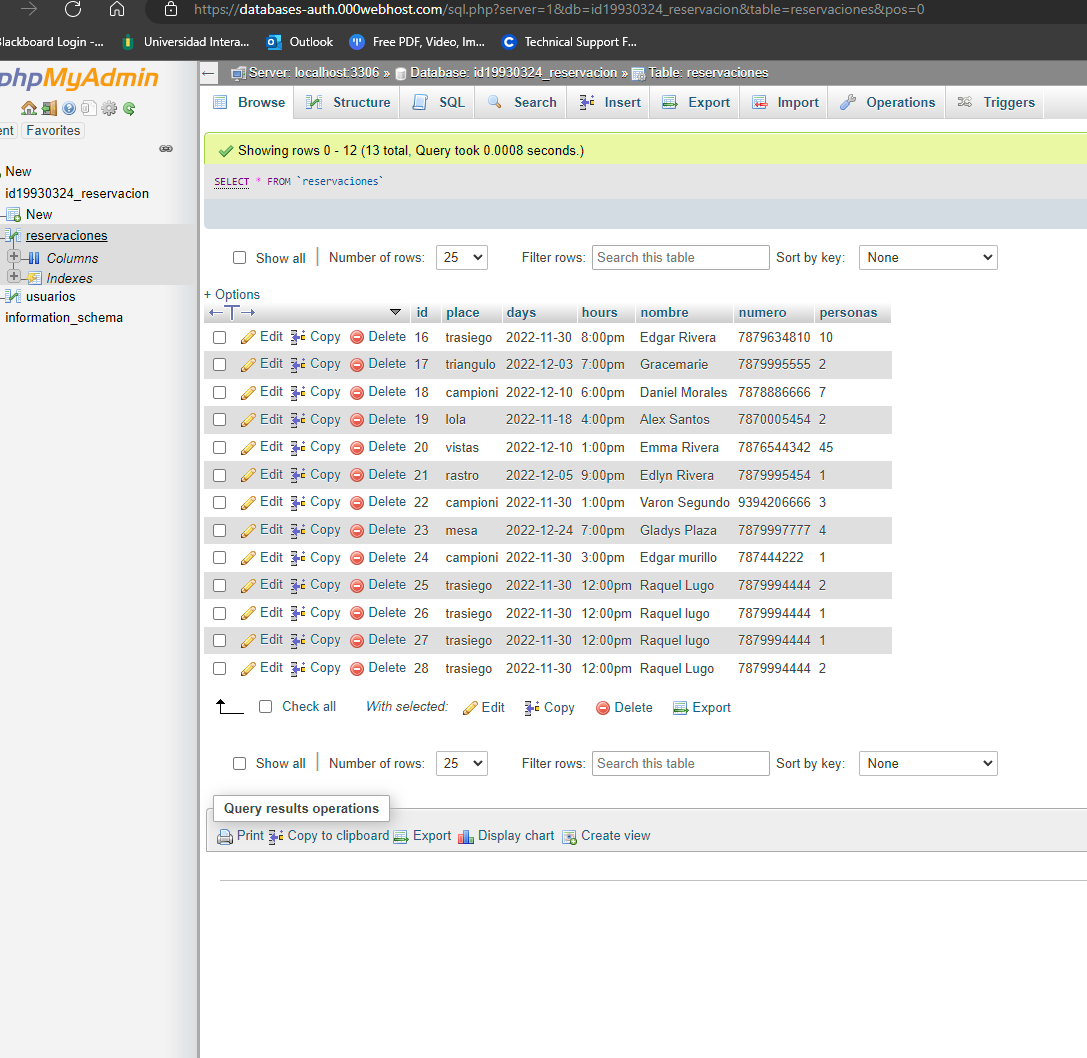 https://databases-auth.000webhost.com/sql.php?server=1&db=id19930324_reservacion&table=reservaciones&pos=0
Blackboard Login -... Universidad Intera... Outlook Free PDF, Video, Im... Technical Support F...
phpMyAdmin
ent Favorites
New
id19930324_reservacion
New
reservaciones
Columns
Indexes
usuarios
information_schema
Server: localhost:3306 » Database: id19930324_reservacion » Table: reservaciones
Browse Structure SQL Search Insert Export Import Operations Triggers
Showing rows 0 - 12 (13 total, Query took 0.0008 seconds.)
SELECT * FROM `reservaciones`
Show all Number of rows: 25 Filter rows: Search this table Sort by key: None
+ Options
←T→ id place days hours nombre numero personas
Edit Copy Delete 16 trasiego 2022-11-30 8:00pm Edgar Rivera 7879634810 10
Edit Copy Delete 17 triangulo 2022-12-03 7:00pm Gracemarie 7879995555 2
Edit Copy Delete 18 campioni 2022-12-10 6:00pm Daniel Morales 7878886666 7
Edit Copy Delete 19 lola 2022-11-18 4:00pm Alex Santos 7870005454 2
Edit Copy Delete 20 vistas 2022-12-10 1:00pm Emma Rivera 7876544342 45
Edit Copy Delete 21 rastro 2022-12-05 9:00pm Edlyn Rivera 7879995454 1
Edit Copy Delete 22 campioni 2022-11-30 1:00pm Varon Segundo 9394206666 3
Edit Copy Delete 23 mesa 2022-12-24 7:00pm Gladys Plaza 7879997777 4
Edit Copy Delete 24 campioni 2022-11-30 3:00pm Edgar murillo 787444222 1
Edit Copy Delete 25 trasiego 2022-11-30 12:00pm Raquel Lugo 7879994444 2
Edit Copy Delete 26 trasiego 2022-11-30 12:00pm Raquel lugo 7879994444 1
Edit Copy Delete 27 trasiego 2022-11-30 12:00pm Raquel lugo 7879994444 1
Edit Copy Delete 28 trasiego 2022-11-30 12:00pm Raquel Lugo 7879994444 2
Check all With selected: Edit Copy Delete Export
Show all Number of rows: 25 Filter rows: Search this table Sort by key: None
Query results operations
Print Copy to clipboard Export Display chart Create view